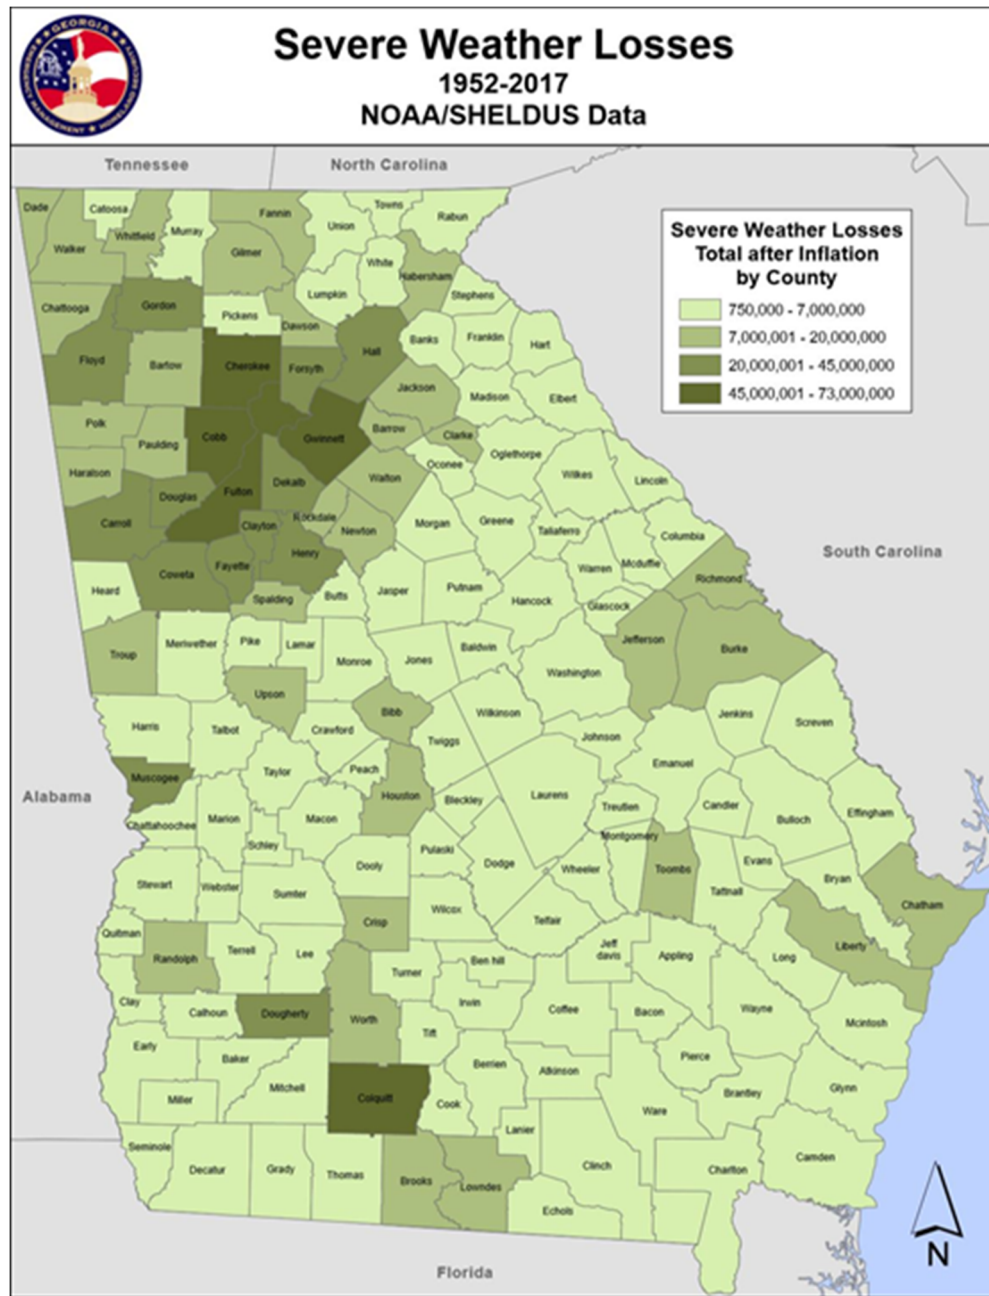 GEORGIA
EMERGENCY MANAGEMENT
HOMELAND SECURITY
Severe Weather Losses
1952-2017
NOAA/SHELDUS Data
Tennessee
North Carolina
Severe Weather Losses
Total after Inflation
by County
750,000 - 7,000,000
7,000,001 - 20,000,000
20,000,001 - 45,000,000
45,000,001 - 73,000,000
Dade
Catoosa
Walker
Whitfield
Murray
Fannin
Gilmer
Union
Towns
Rabun
White
Habersham
Lumpkin
Stephens
Chattooga
Gordon
Pickens
Dawson
Hall
Banks
Franklin
Hart
Floyd
Bartow
Cherokee
Forsyth
Jackson
Madison
Elbert
Polk
Paulding
Cobb
Gwinnett
Barrow
Clarke
Oconee
Oglethorpe
Wilkes
Lincoln
Haralson
Douglas
Fulton
Dekalb
Walton
Carroll
Clayton
Rockdale
Newton
Morgan
Greene
Taliaferro
Columbia
South Carolina
Coweta
Fayette
Henry
Heard
Spalding
Butts
Jasper
Putnam
Hancock
Warren
Mcduffie
Richmond
Glascock
Troup
Meriwether
Pike
Lamar
Monroe
Jones
Baldwin
Washington
Jefferson
Burke
Upson
Bibb
Wilkinson
Harris
Talbot
Crawford
Twiggs
Johnson
Jenkins
Screven
Emanuel
Muscogee
Taylor
Peach
Houston
Bleckley
Laurens
Treutlen
Candler
Bulloch
Effingham
Alabama
Chattahoochee
Marion
Schley
Macon
Dooly
Pulaski
Dodge
Wheeler
Montgomery
Toombs
Tattnall
Evans
Bryan
Chatham
Stewart
Webster
Sumter
Crisp
Wilcox
Telfair
Jeff
davis
Appling
Long
Liberty
Quitman
Randolph
Terrell
Lee
Turner
Ben hill
Clay
Calhoun
Dougherty
Worth
Tift
Irwin
Coffee
Bacon
Wayne
Mcintosh
Early
Baker
Mitchell
Miller
Colquitt
Cook
Berrien
Atkinson
Pierce
Brantley
Glynn
Ware
Lanier
Seminole
Decatur
Grady
Thomas
Brooks
Lowndes
Clinch
Echols
Charlton
Camden
Florida
N